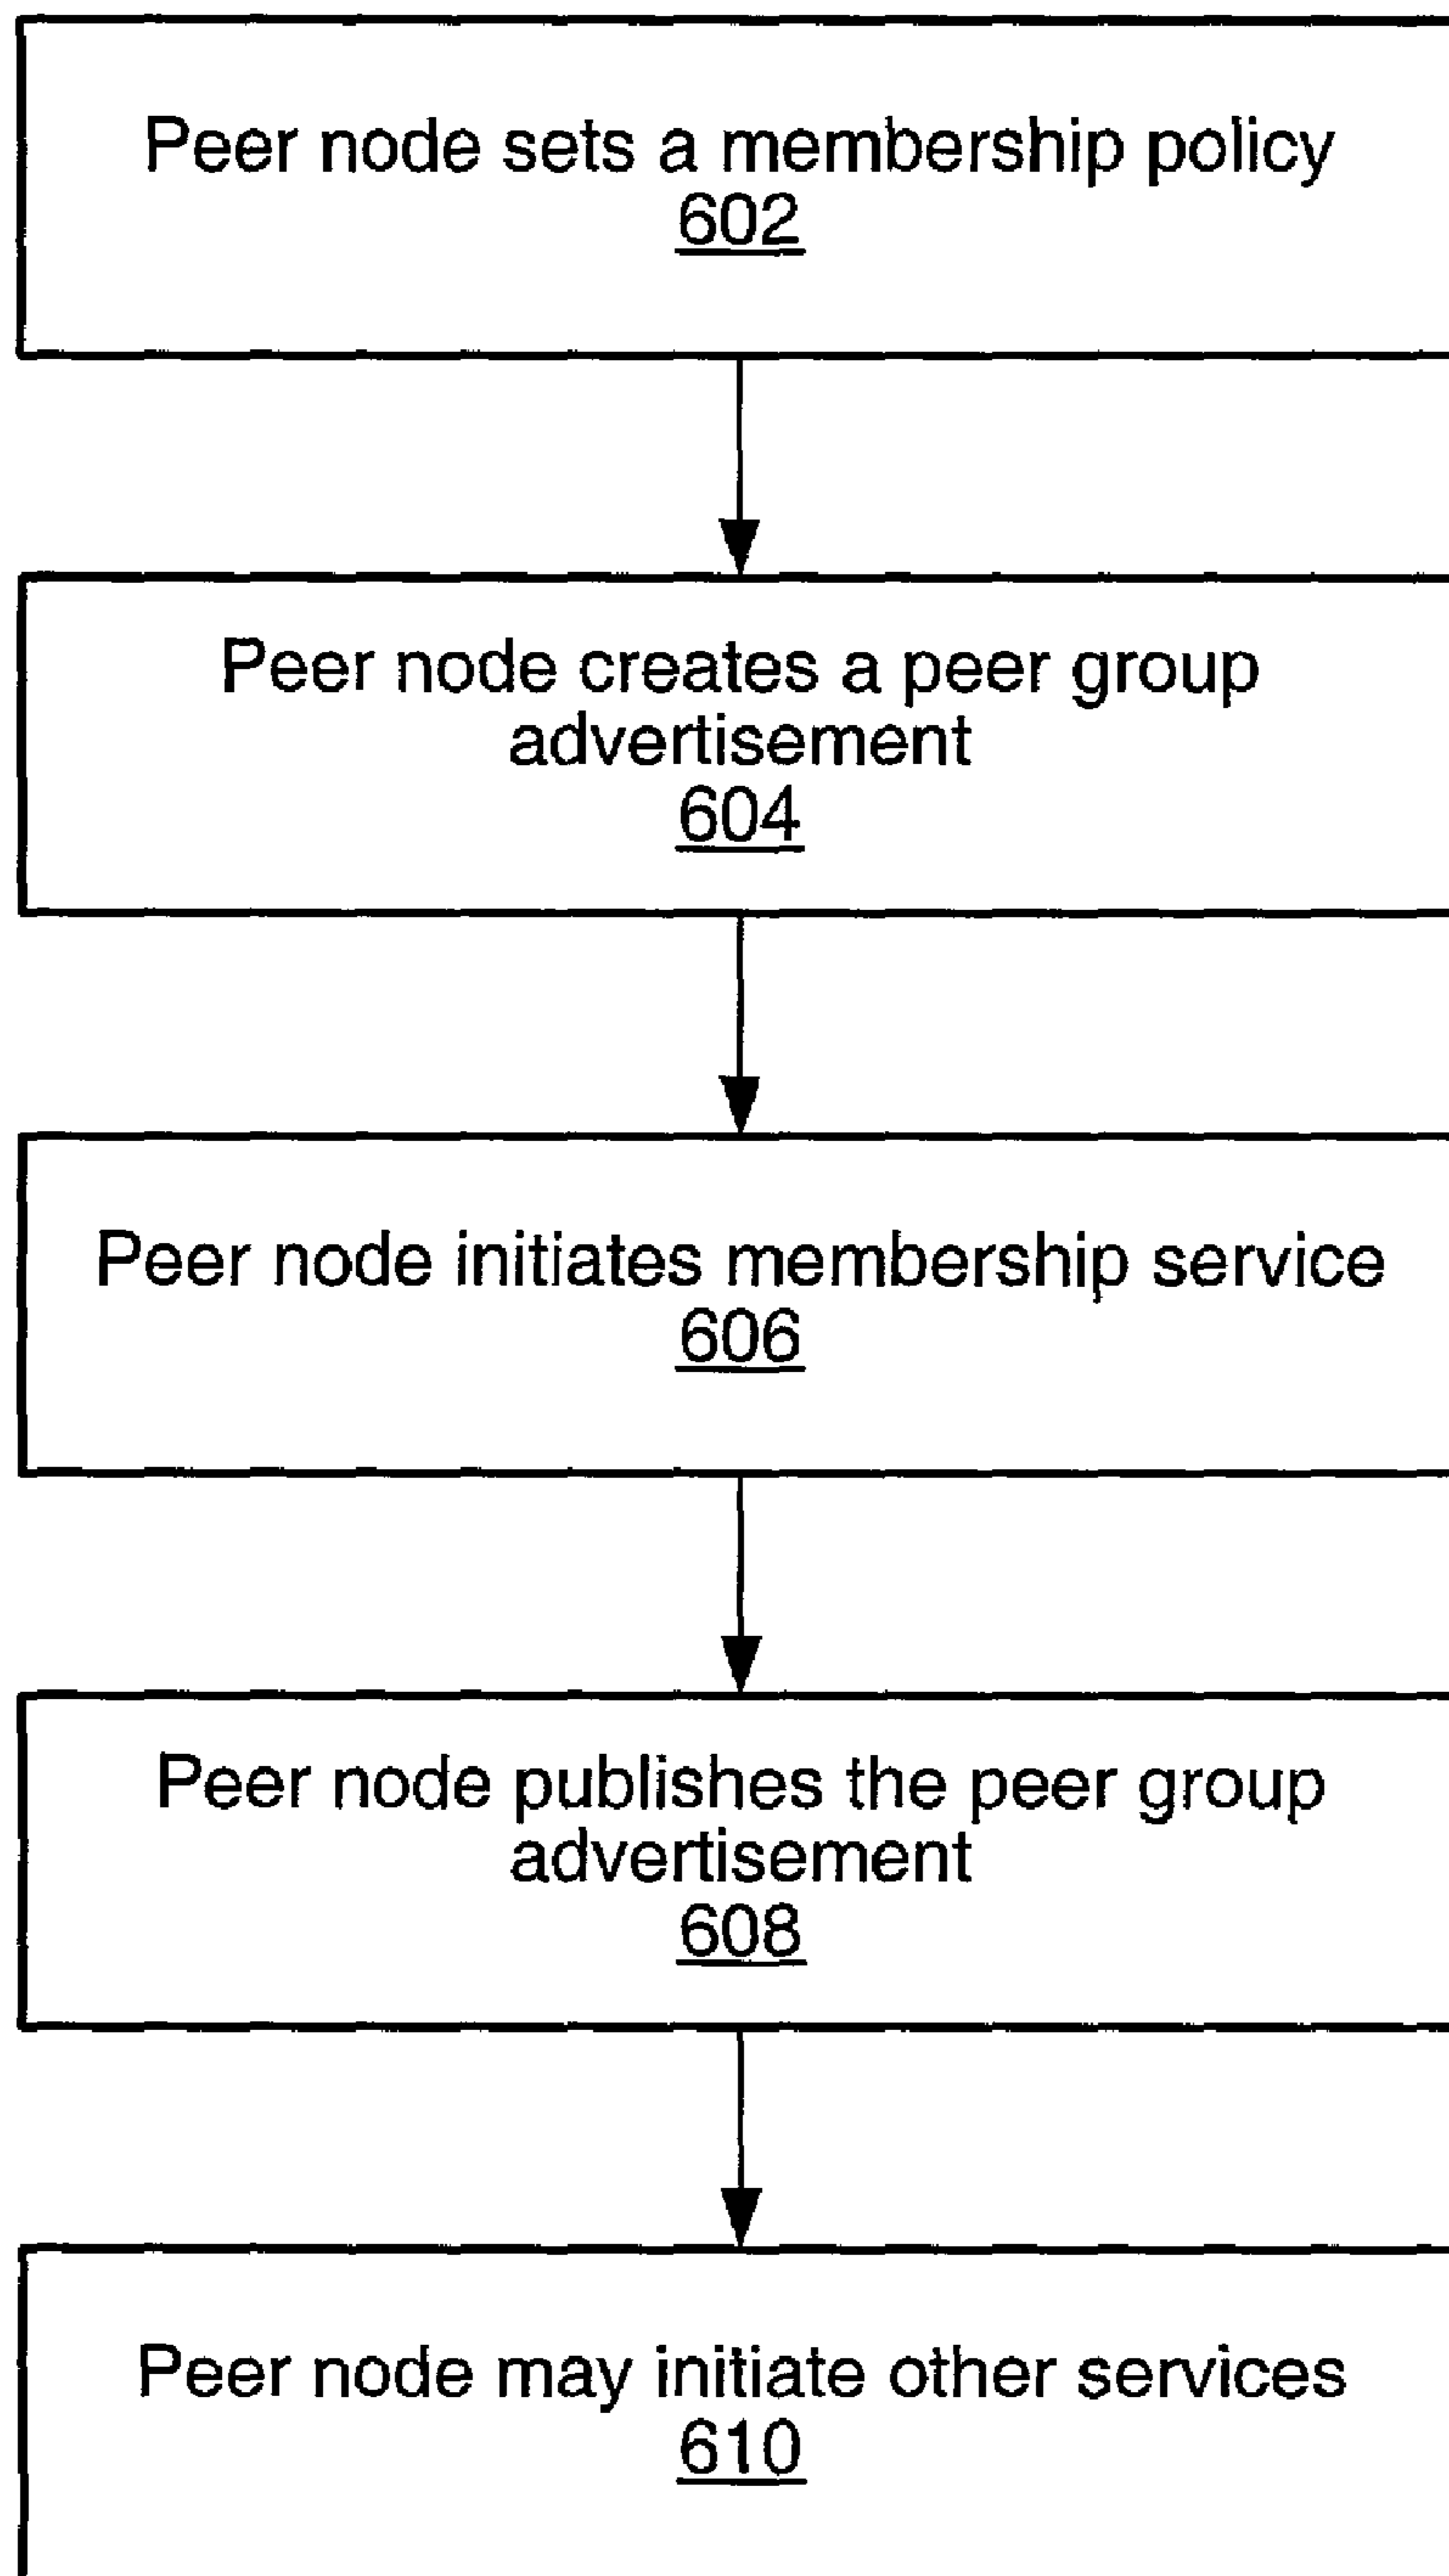 Peer node sets a membership policy
602
Peer node creates a peer group
advertisement
604
Peer node initiates membership service
606
Peer node publishes the peer group
advertisement
608
Peer node may initiate other services
610